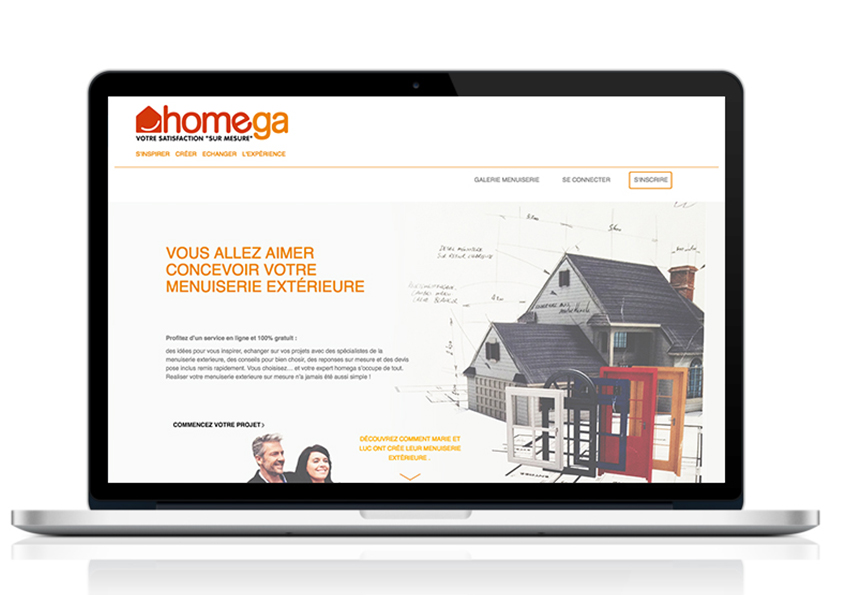 homega
VOTRE SATISFACTION "SUR MESURE"
S'INSPIRER CRÉER ECHANGER L'EXPÉRIENCE
GALERIE MENUISERIE SE CONNECTER S'INSCRIRE
VOUS ALLEZ AIMER
CONCEVOIR VOTRE
MENUISERIE EXTÉRIEURE
Profitez d'un service en ligne et 100% gratuit :
des idées pour vous inspirer, echanger sur vos projets avec des spécialistes de la
menuiserie exterieure, des conseils pour bien chosir, des reponses sur mesure et des devis
pose inclus remis rapidement. Vous choisissez... et votre expert homega s'occupe de tout.
Realiser votre menuiserie exterieure sur mesure n'a jamais été aussi simple !
COMMENCEZ VOTRE PROJET
DÉCOUVREZ COMMENT MARIE ET
LUC ONT CRÉE LEUR MENUISERIE
EXTÉRIEURE .